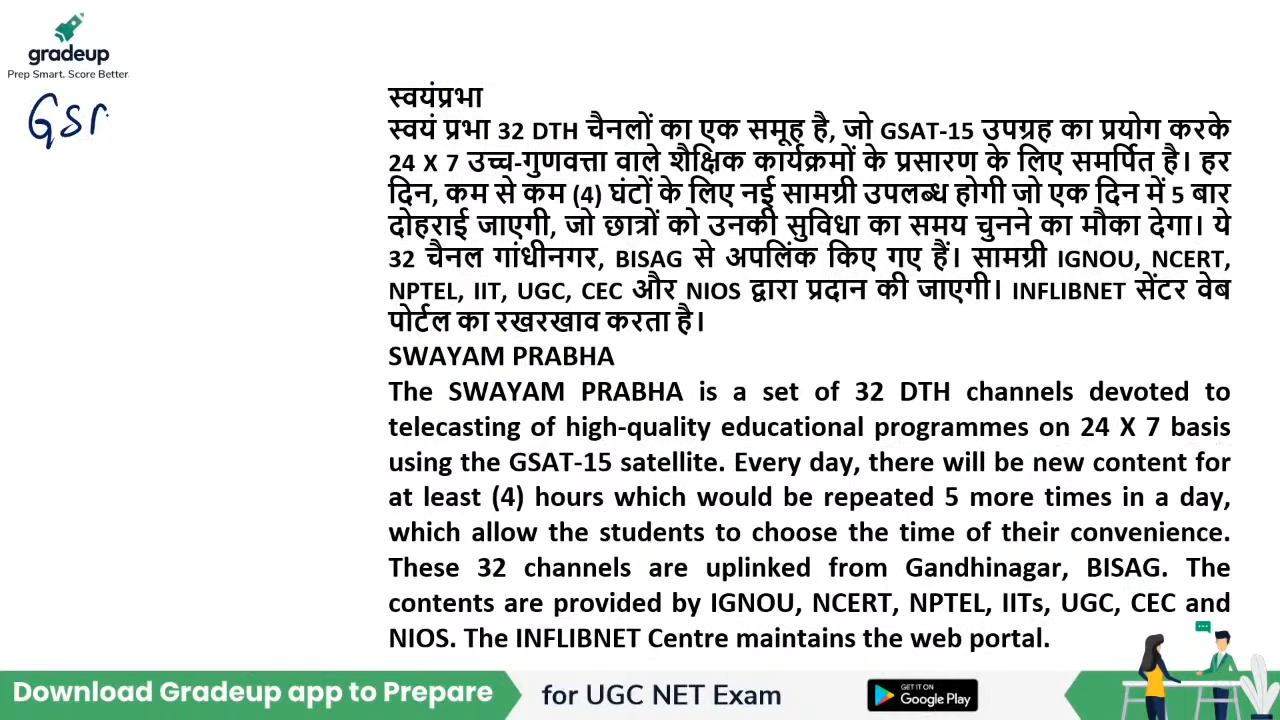 gradeup
Prep Smart. Score Better.
स्वयंप्रभा
स्वयं प्रभा 32 DTH चैनलों का एक समूह है, जो GSAT-15 उपग्रह का प्रयोग करके
24 X 7 उच्च-गुणवत्ता वाले शैक्षिक कार्यक्रमों के प्रसारण के लिए समर्पित है। हर
दिन, कम से कम (4) घंटों के लिए नई सामग्री उपलब्ध होगी जो एक दिन में 5 बार
दोहराई जाएगी, जो छात्रों को उनकी सुविधा का समय चुनने का मौका देगा। ये
32 चैनल गांधीनगर, BISAG से अपलिंक किए गए हैं। सामग्री IGNOU, NCERT,
NPTEL, IIT, UGC, CEC और NIOS द्वारा प्रदान की जाएगी। INFLIBNET सेंटर वेब
पोर्टल का रखरखाव करता है।
SWAYAM PRABHA
The SWAYAM PRABHA is a set of 32 DTH channels devoted to
telecasting of high-quality educational programmes on 24 X 7 basis
using the GSAT-15 satellite. Every day, there will be new content for
at least (4) hours which would be repeated 5 more times in a day,
which allow the students to choose the time of their convenience.
These 32 channels are uplinked from Gandhinagar, BISAG. The
contents are provided by IGNOU, NCERT, NPTEL, IITs, UGC, CEC and
NIOS. The INFLIBNET Centre maintains the web portal.
Download Gradeup app to Prepare
for UGC NET Exam
GET IT ON
Google Play